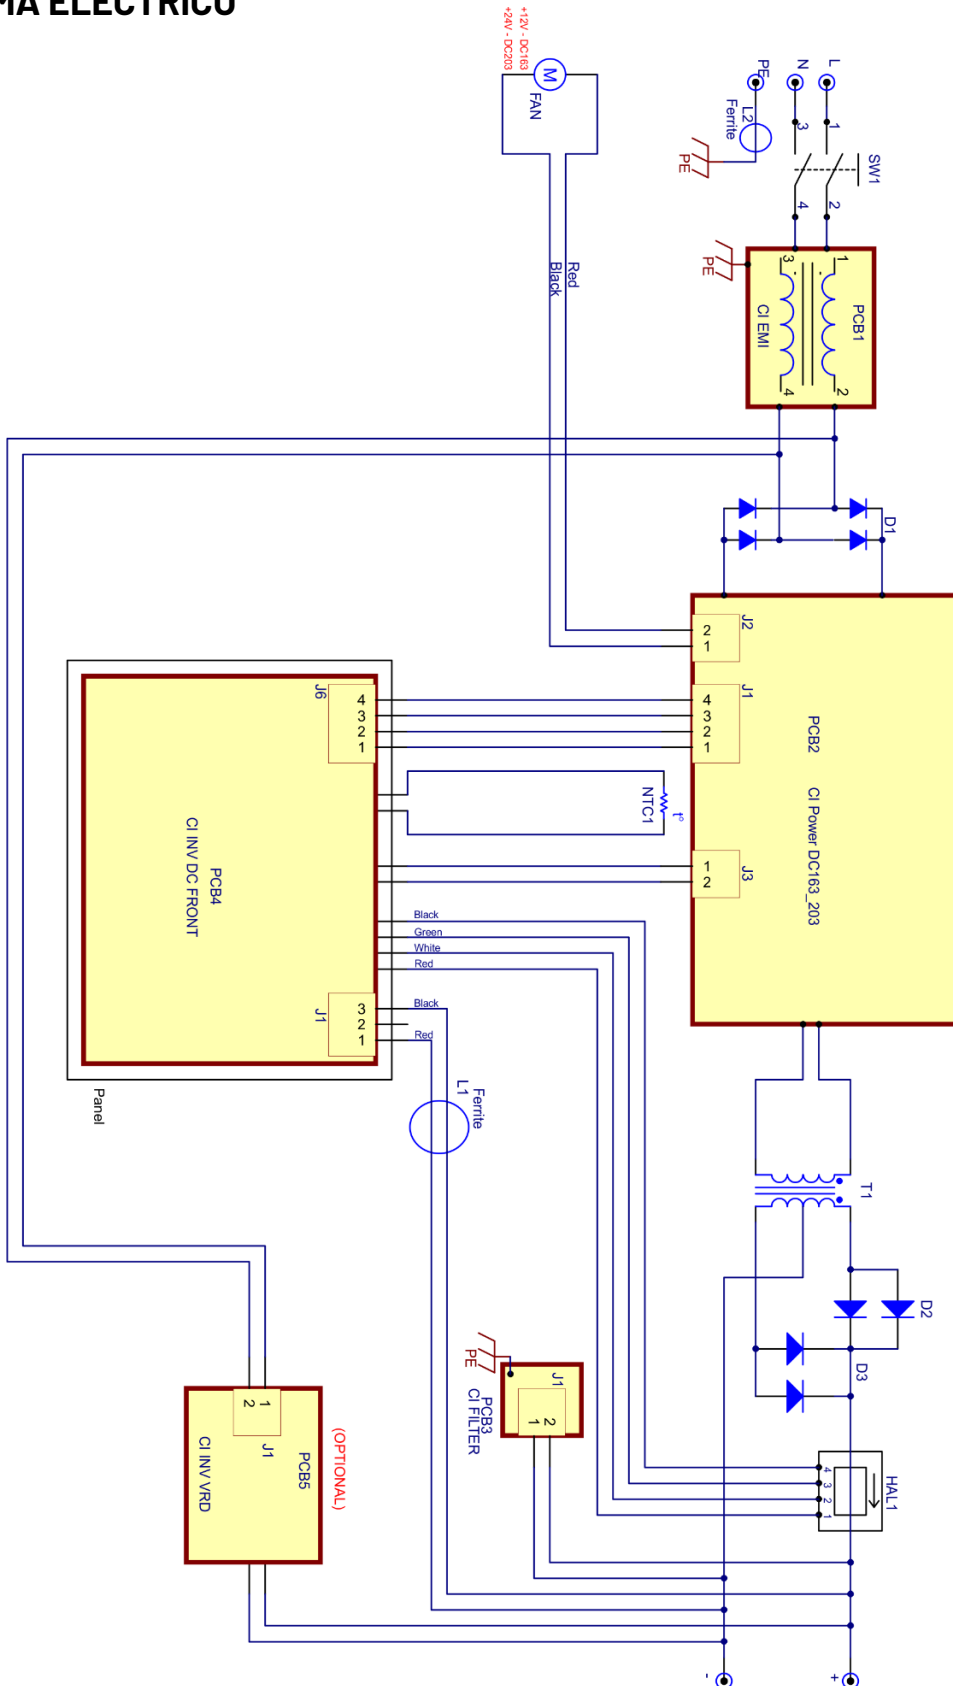 MA ELÉCTRICO
+12V - DC163
+24V - DC203
M
FAN
PE
N
L
L2
Ferrite
3
1
SW1
PE
4
2
Red
Black
PE
3
1
PCB1
CI EMI
4
2
D1
J2
2
1
J1
4
3
2
1
PCB2
CI Power DC163_203
J6
4
3
2
1
NTC1
t°
J3
1
2
PCB4
CI INV DC FRONT
Black
Green
White
Red
J1
3
2
1
Black
Red
Panel
Ferrite
L1
T1
D2
D3
PE
J1
1
2
PCB3
CI FILTER
HAL1
4
3
2
1
2
1
J1
PCB5
CI INV VRD
(OPTIONAL)
-
+